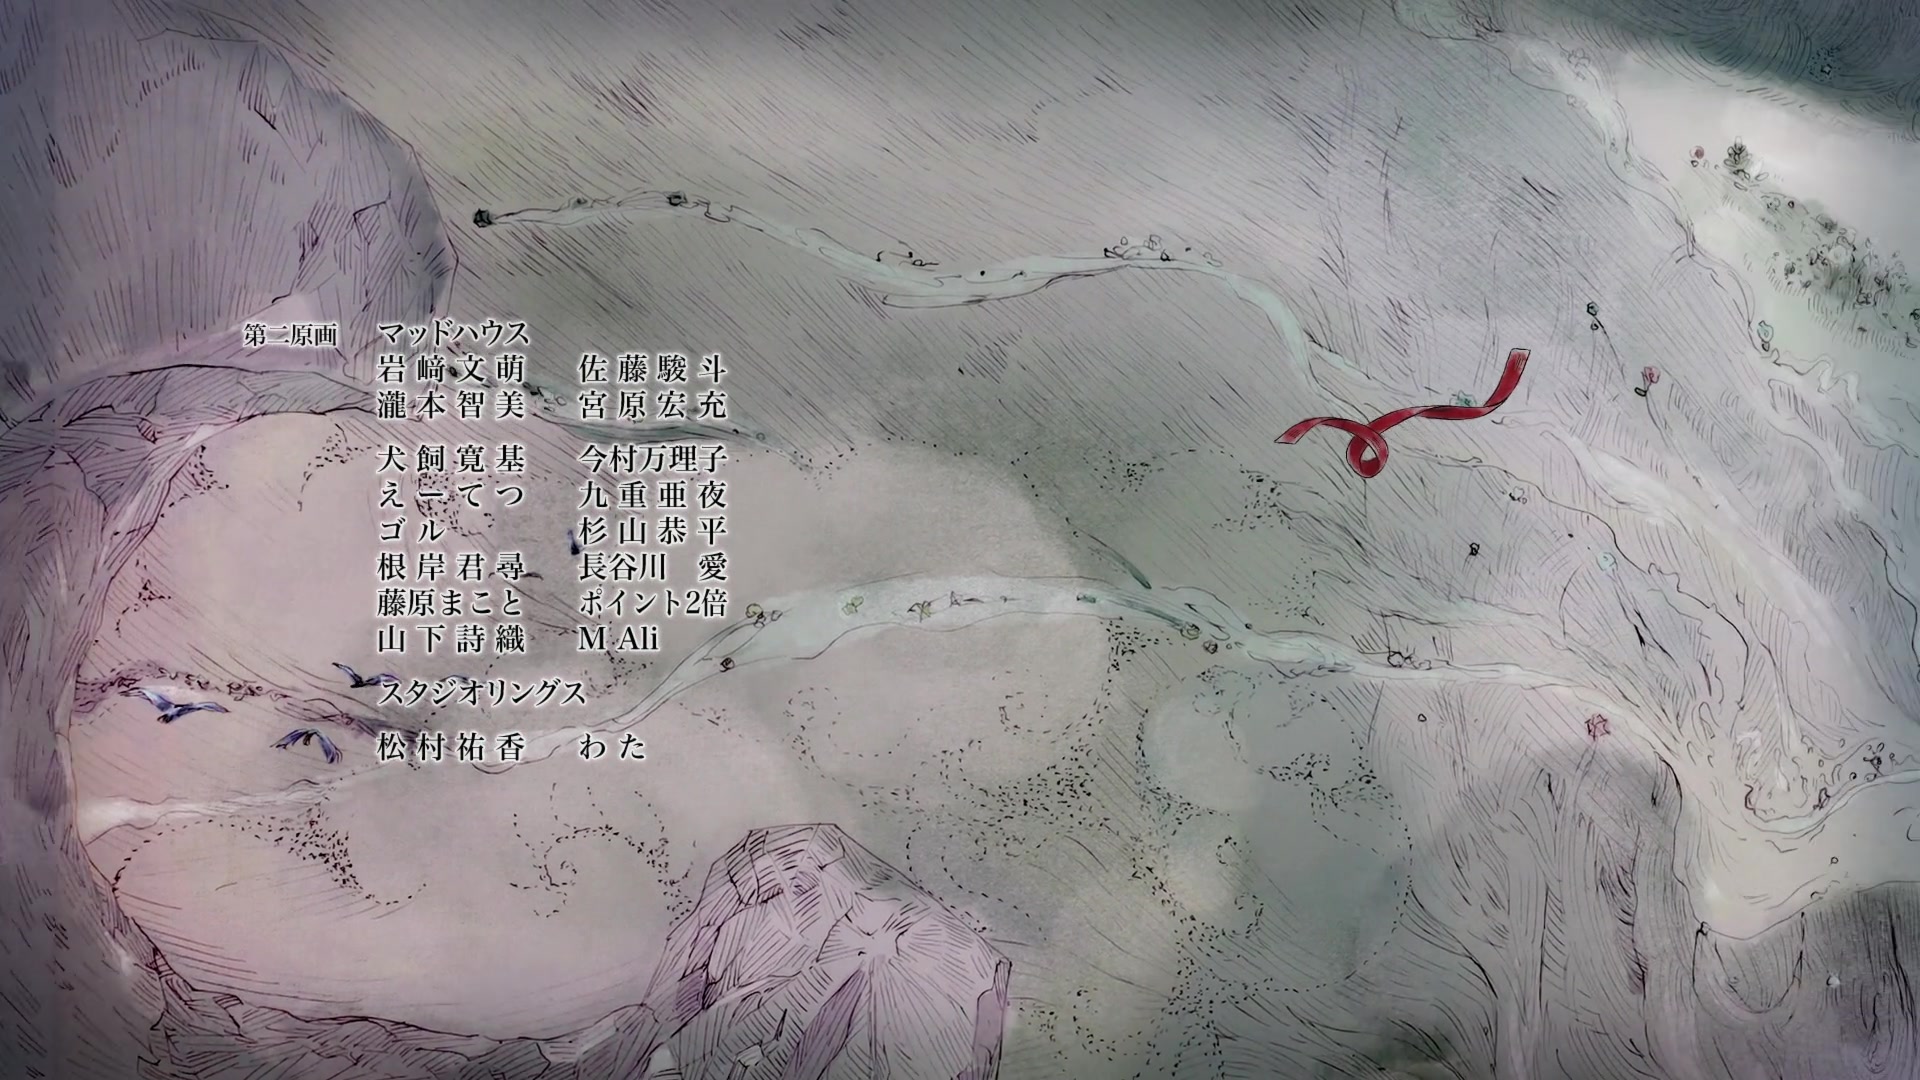 第二原画 マッドハウス
岩﨑文萌 佐藤駿斗
瀧本智美 宮原宏充
犬飼寛基 今村万理子
えーてつ 九重亜夜
ゴル 杉山恭平
根岸君尋 長谷川 愛
藤原まこと ポイント2倍
山下詩織 M Ali
スタジオリングス
松村祐香 わた